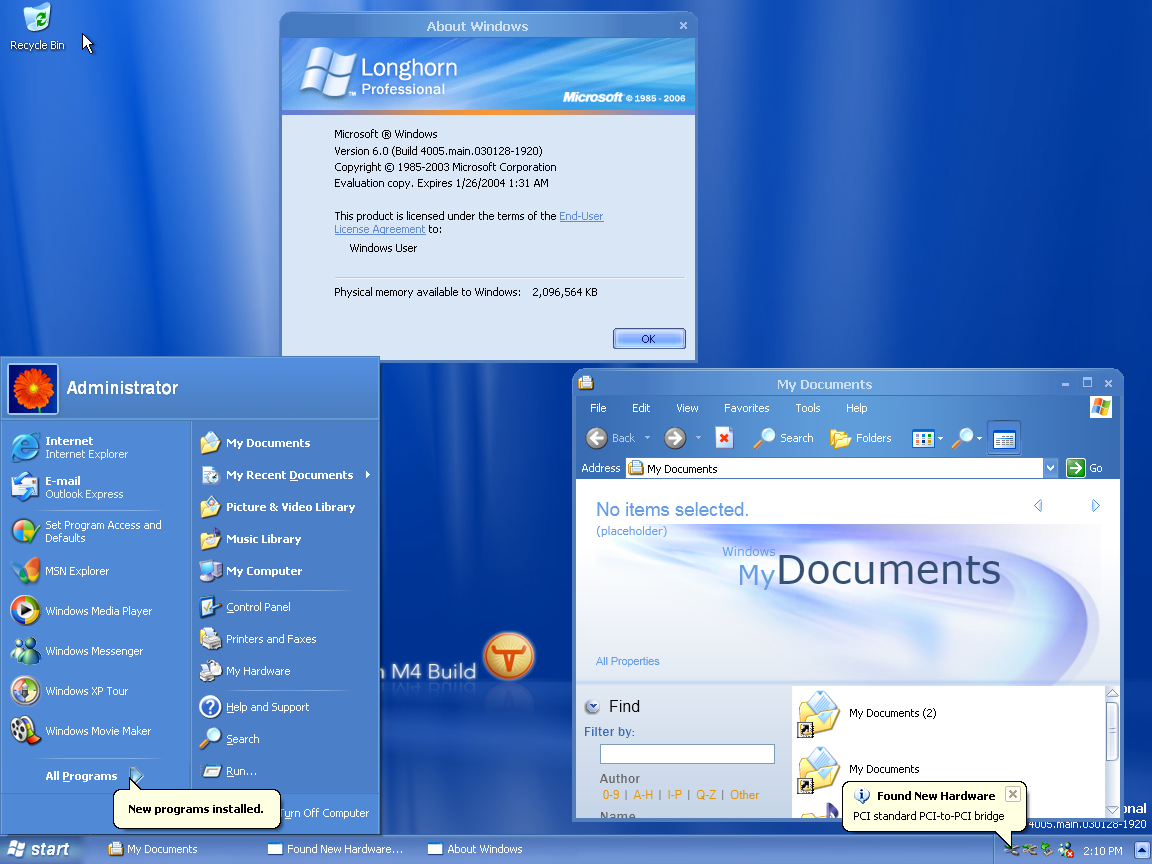 Recycle Bin
About Windows
Longhorn
Professional
Microsoft © 1985 - 2006
Microsoft ® Windows
Version 6.0 (Build 4005.main.030128-1920)
Copyright © 1985-2003 Microsoft Corporation
Evaluation copy. Expires 1/26/2004 1:31 AM
This product is licensed under the terms of the End-User
License Agreement to:
Windows User
Physical memory available to Windows: 2,096,564 KB
OK
Administrator
Internet
Internet Explorer
E-mail
Outlook Express
Set Program Access and
Defaults
MSN Explorer
Windows Media Player
Windows Messenger
Windows XP Tour
Windows Movie Maker
All Programs
New programs installed.
My Documents
My Recent Documents
Picture & Video Library
Music Library
My Computer
Control Panel
Printers and Faxes
My Hardware
Help and Support
Search
Run...
Turn Off Computer
M4 Build
My Documents
File Edit View Favorites Tools Help
Back Search Folders
Address My Documents Go
No items selected.
(placeholder)
Windows
My Documents
All Properties
Find
Filter by:
Author
0-9 | A-H | I-P | Q-Z | Other
Name
My Documents (2)
My Documents
Found New Hardware
PCI standard PCI-to-PCI bridge
4005.main.030128-1920
start My Documents Found New Hardware... About Windows 2:10 PM